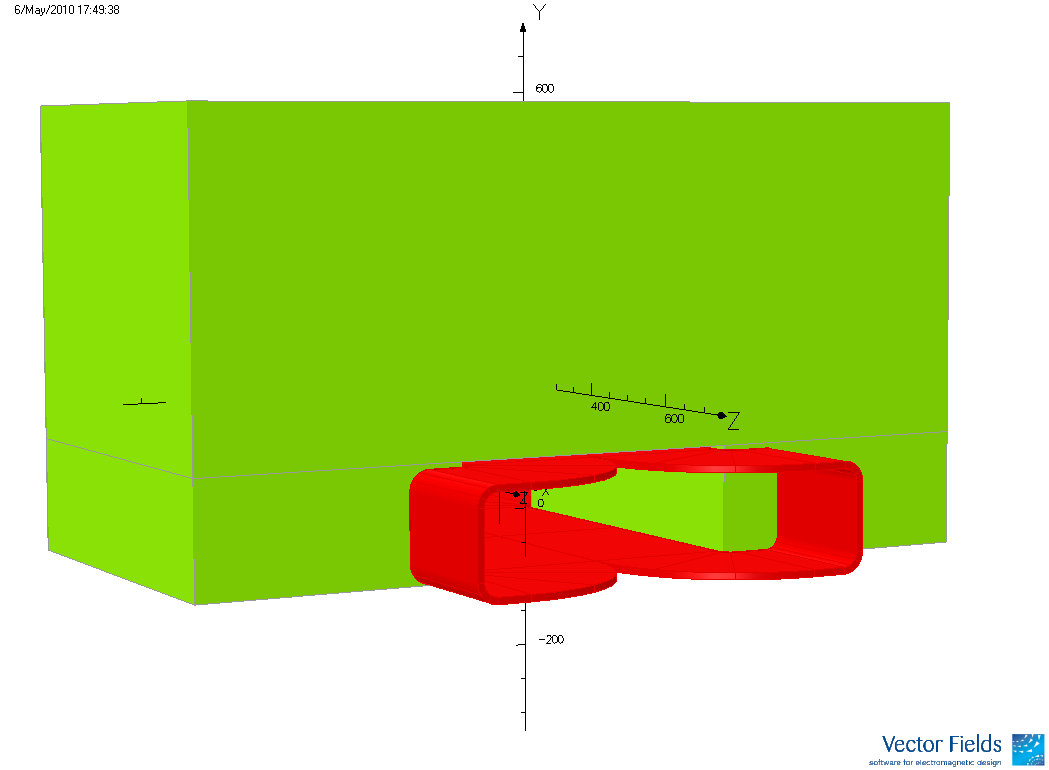 6/May/2010 17:49:38
Y
600
400
600
Z
X
Z
0
-200
Vector Fields
software for electromagnetic design